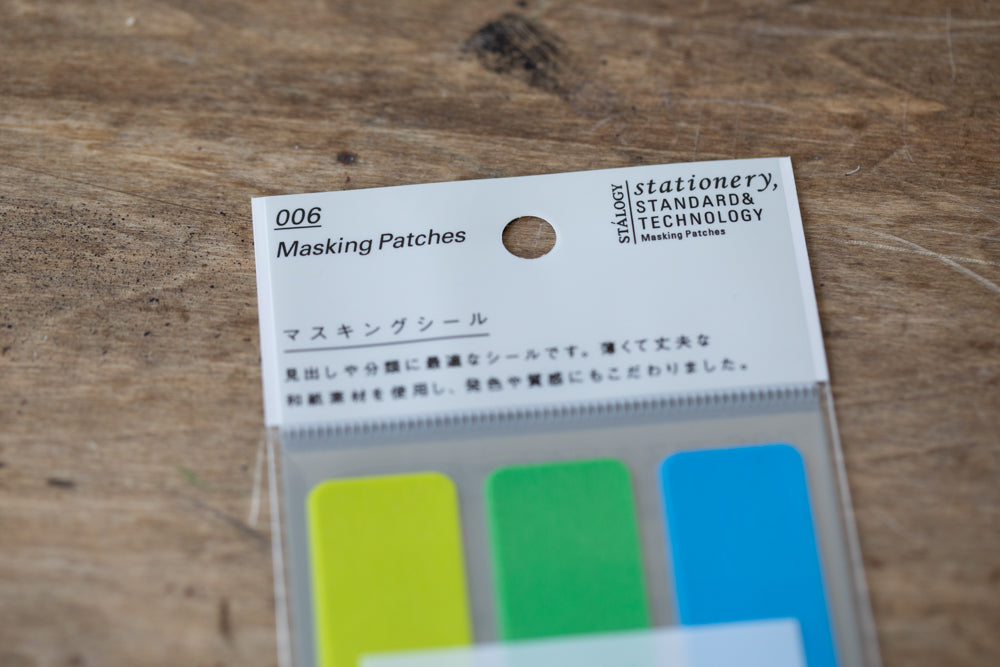 006
Masking Patches
STÁLOGY
stationery,
STANDARD&
TECHNOLOGY
Masking Patches
マスキングシール
見出しや分類に最適なシールです。薄くて丈夫な
和紙素材を使用し、発色や質感にもこだわりました。